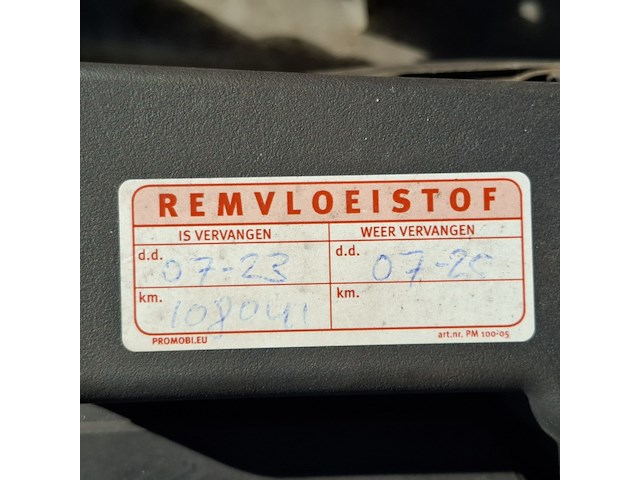 REMVLOEISTOF
IS VERVANGEN WEER VERVANGEN
d.d. 07-23 d.d. 07-25
km. 108041 km.
PROMOBI.EU art.nr. PM 100-05